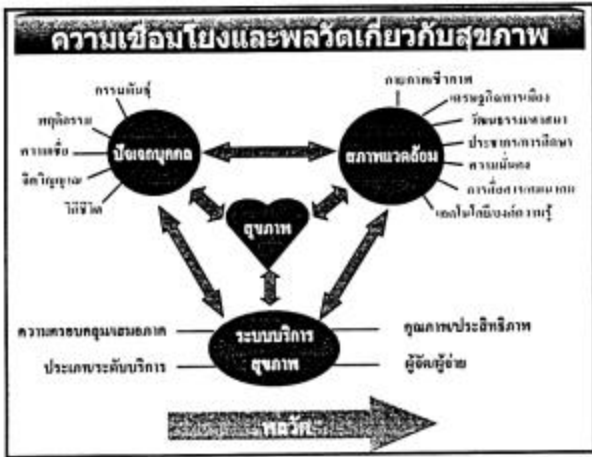 ความเชื่อมโยงและพลวัตเกี่ยวกับสุขภาพ
กรรมพันธุ์
พฤติกรรม
ความเชื่อ
จิตวิญญาณ
วิถีชีวิต
ปัจเจกบุคคล
สภาพแวดล้อม
กายภาพ/ชีวภาพ
เศรษฐกิจ/การเมือง
วัฒนธรรม/ศาสนา
ประชากร/การศึกษา
ความมั่นคง
การสื่อสาร/คมนาคม
เทคโนโลยี/องค์ความรู้
สุขภาพ
ความครอบคลุม/เสมอภาค
ประเภท/ระดับบริการ
ระบบบริการ
สุขภาพ
คุณภาพ/ประสิทธิภาพ
ผู้จัด/ผู้จ่าย
พลวัต